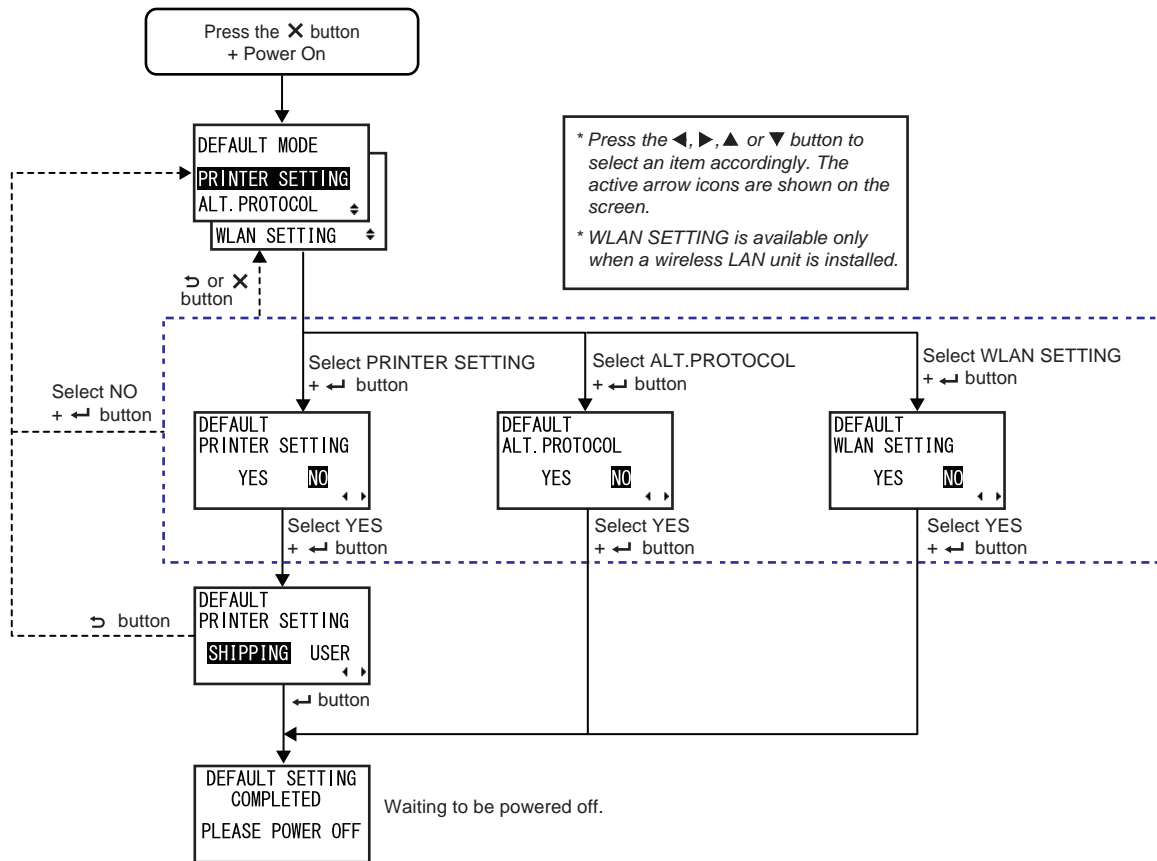 Press the ✕ button
+ Power On
DEFAULT MODE
PRINTER SETTING
ALT.PROTOCOL
WLAN SETTING
* Press the ◀, ▶, ▲ or ▼ button to
select an item accordingly. The
active arrow icons are shown on the
screen.
* WLAN SETTING is available only
when a wireless LAN unit is installed.
⮌ or ✕
button
Select PRINTER SETTING
+ ↵ button
Select ALT.PROTOCOL
+ ↵ button
Select WLAN SETTING
+ ↵ button
Select NO
+ ↵ button
DEFAULT
PRINTER SETTING
YES NO
DEFAULT
ALT.PROTOCOL
YES NO
DEFAULT
WLAN SETTING
YES NO
Select YES
+ ↵ button
Select YES
+ ↵ button
Select YES
+ ↵ button
⮌ button
DEFAULT
PRINTER SETTING
SHIPPING USER
↵ button
DEFAULT SETTING
COMPLETED
PLEASE POWER OFF
Waiting to be powered off.